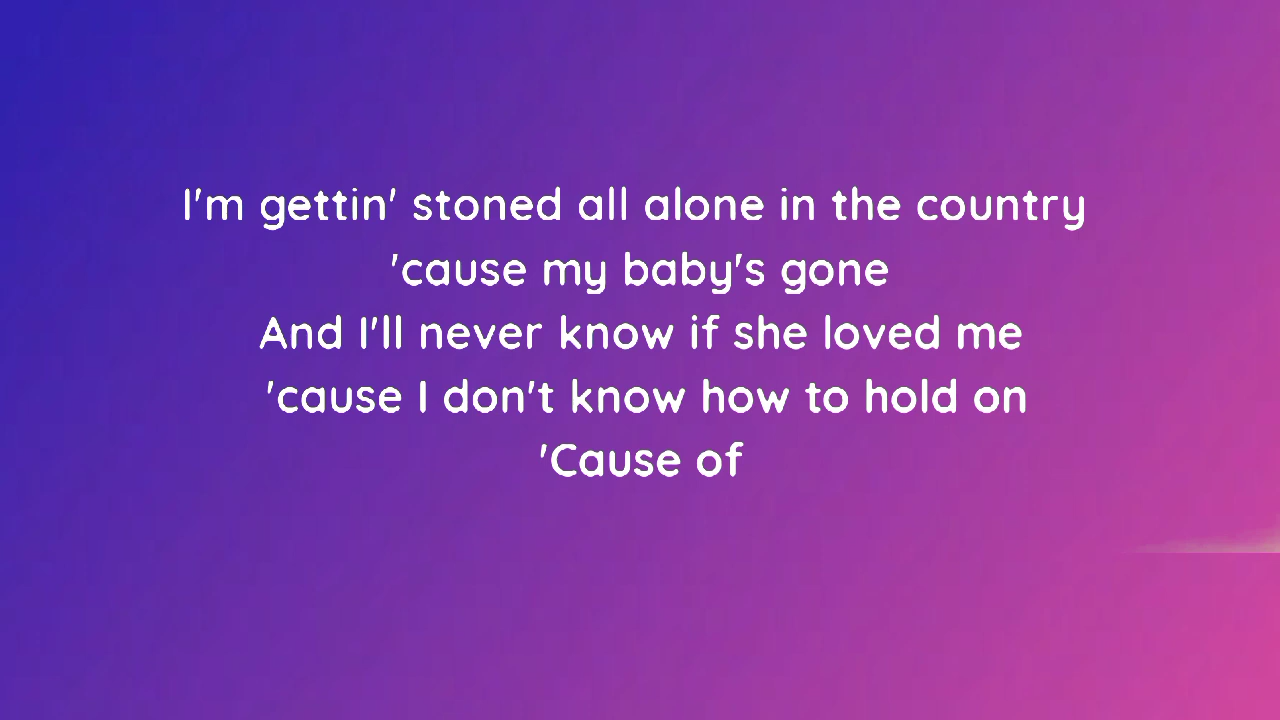 I'm gettin' stoned all alone in the country
'cause my baby's gone
And I'll never know if she loved me
'cause I don't know how to hold on
'Cause of